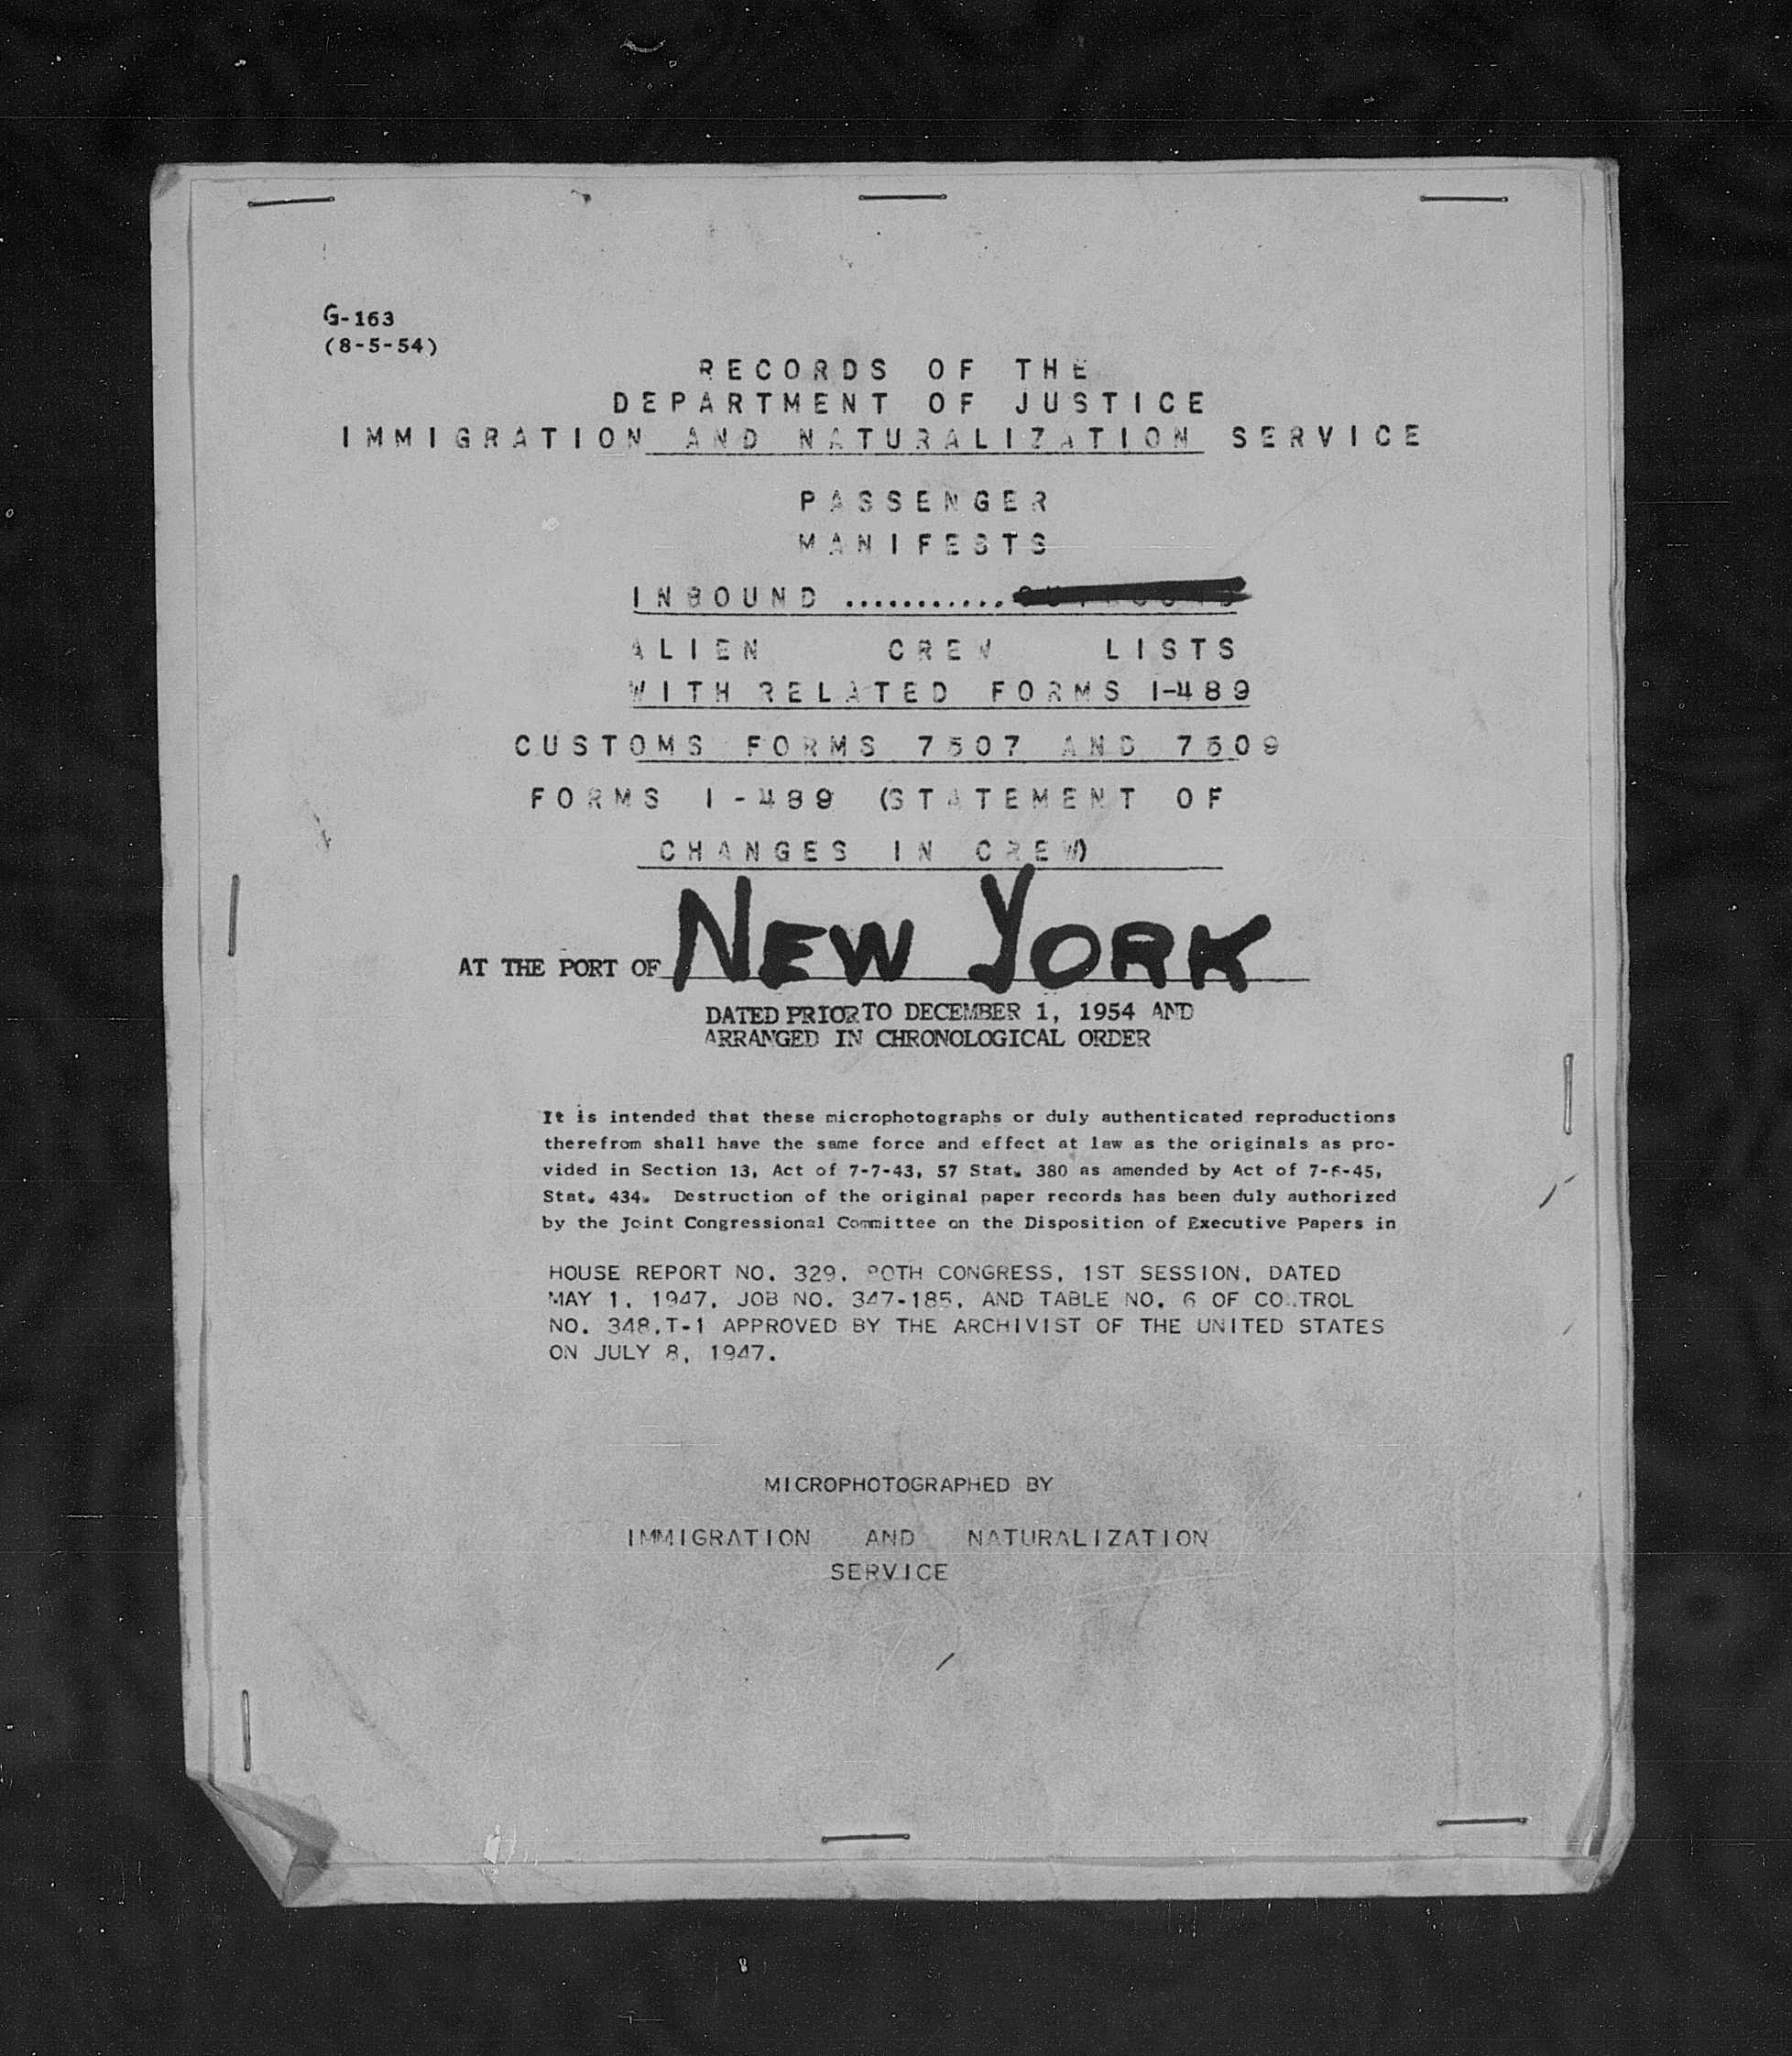 G-163
(8-5-54)
RECORDS OF THE
DEPARTMENT OF JUSTICE
IMMIGRATION AND NATURALIZATION SERVICE
PASSENGER
MANIFESTS
INBOUND ...........
ALIEN CREW LISTS
WITH RELATED FORMS I-489
CUSTOMS FORMS 7507 AND 7509
FORMS I-489 (STATEMENT OF
CHANGES IN CREW)
AT THE PORT OF NEW YORK
DATED PRIOR TO DECEMBER 1, 1954 AND
ARRANGED IN CHRONOLOGICAL ORDER
It is intended that these microphotographs or duly authenticated reproductions
therefrom shall have the same force and effect at law as the originals as pro-
vided in Section 13, Act of 7-7-43, 57 Stat. 380 as amended by Act of 7-6-45,
Stat. 434. Destruction of the original paper records has been duly authorized
by the Joint Congressional Committee on the Disposition of Executive Papers in
HOUSE REPORT NO. 329, 80TH CONGRESS, 1ST SESSION, DATED
MAY 1, 1947, JOB NO. 347-185, AND TABLE NO. 6 OF CONTROL
NO. 348,T-1 APPROVED BY THE ARCHIVIST OF THE UNITED STATES
ON JULY 8, 1947.
MICROPHOTOGRAPHED BY
IMMIGRATION AND NATURALIZATION
SERVICE